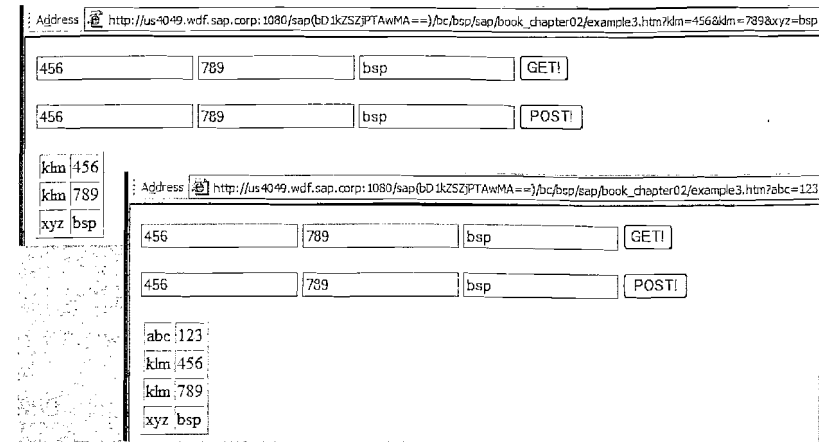 Address http://us4049.wdf.sap.corp:1080/sap(bD1kZSZjPTAwMA==)/bc/bsp/sap/book_chapter02/example3.htm?klm=456&klm=789&xyz=bsp
456 789 bsp GET!
456 789 bsp POST!
klm 456
klm 789
xyz bsp
Address http://us4049.wdf.sap.corp:1080/sap(bD1kZSZjPTAwMA==)/bc/bsp/sap/book_chapter02/example3.htm?abc=123
456 789 bsp GET!
456 789 bsp POST!
abc 123
klm 456
klm 789
xyz bsp